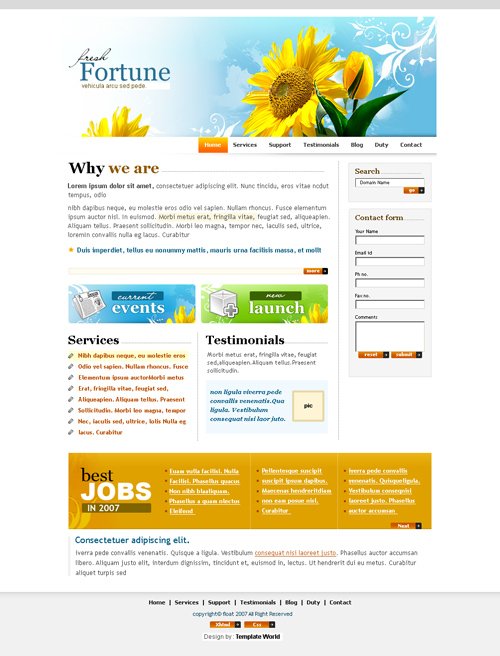 fresh
Fortune
vehicula arcu sed pede.
Home Services Support Testimonials Blog Duty Contact
Why we are
Lorem ipsum dolor sit amet, consectetuer adipiscing elit. Nunc tincidu, eros vitae nodut
tempus, odio
nibh dapibus neque, eu molestie eros odio vel sapien. Nullam rhoncus. Fusce elementum
ipsum auctor nisl. In euismod. Morbi metus erat, fringilla vitae, feugiat sed, aliqueapien.
Aliquam tellus. Praesent sollicitudin. Morbi leo magna, tempor nec, iaculis sed, ultrice,
loremin convallis nulla eg lacus. Curabitur
Duis imperdiet, tellus eu nonummy mattis, mauris urna facilisis massa, et mollt
more
current
events
new
launch
Services
Nibh dapibus neque, eu molestie eros
Odio vel sapien. Nullam rhoncus, fusce
Elementum ipsum auctorMorbi metus
Erat, fringilla vitae, feugiat sed,
Aliqueapien. Aliquam tellus. Praesent
Sollicitudin. Morbi leo magna, tempor
Nec, iaculis sed, ultrice, lolis Nulla eg
lacus. Curabitur
Testimonials
Morbi metus erat, fringilla vitae, feugiat
sed,aliqueapien.Aliquam tellus.Praesent
sollicitudin.
non ligula viverra pede
convallis venenatis.Qua
ligula. Vestibulum
consequat nisi laor juto.
pic
Search
Domain Name
go
Contact form
Your Name
Email id
Ph no.
Fax no.
Comments
reset submit
best
JOBS
IN 2007
Euam vulla facilisi. Nulla
Facilisi. Phasellus quacus
Non nibh blaaliquam.
Phasellus a quam nlectus
Eleifend
Pellentesque suscipit
suscipit ipsum dapibus.
Maecenas hendreritdiam
non eam posue nisl.
Curabitur
iverra pede convallis
venenatis. Quisqueligula.
Vestibulum consequisi
laoreet justo. Phasellus
auctor accumsan
Next
Consectetuer adipiscing elit.
iverra pede convallis venenatis. Quisque a ligula. Vestibulum consequat nisi laoreet justo. Phasellus auctor accumsan
libero. Aliquam justo elit, interdum dignissim, tincidunt et, euismod in, lectus. Ut hendrerit dui eu metus. Curabitur
aliquet turpis sed
Home | Services | Support | Testimonials | Blog | Duty | Contact
copyright© float 2007 All Right Reserved
Xhtml Css
Design by : Template World